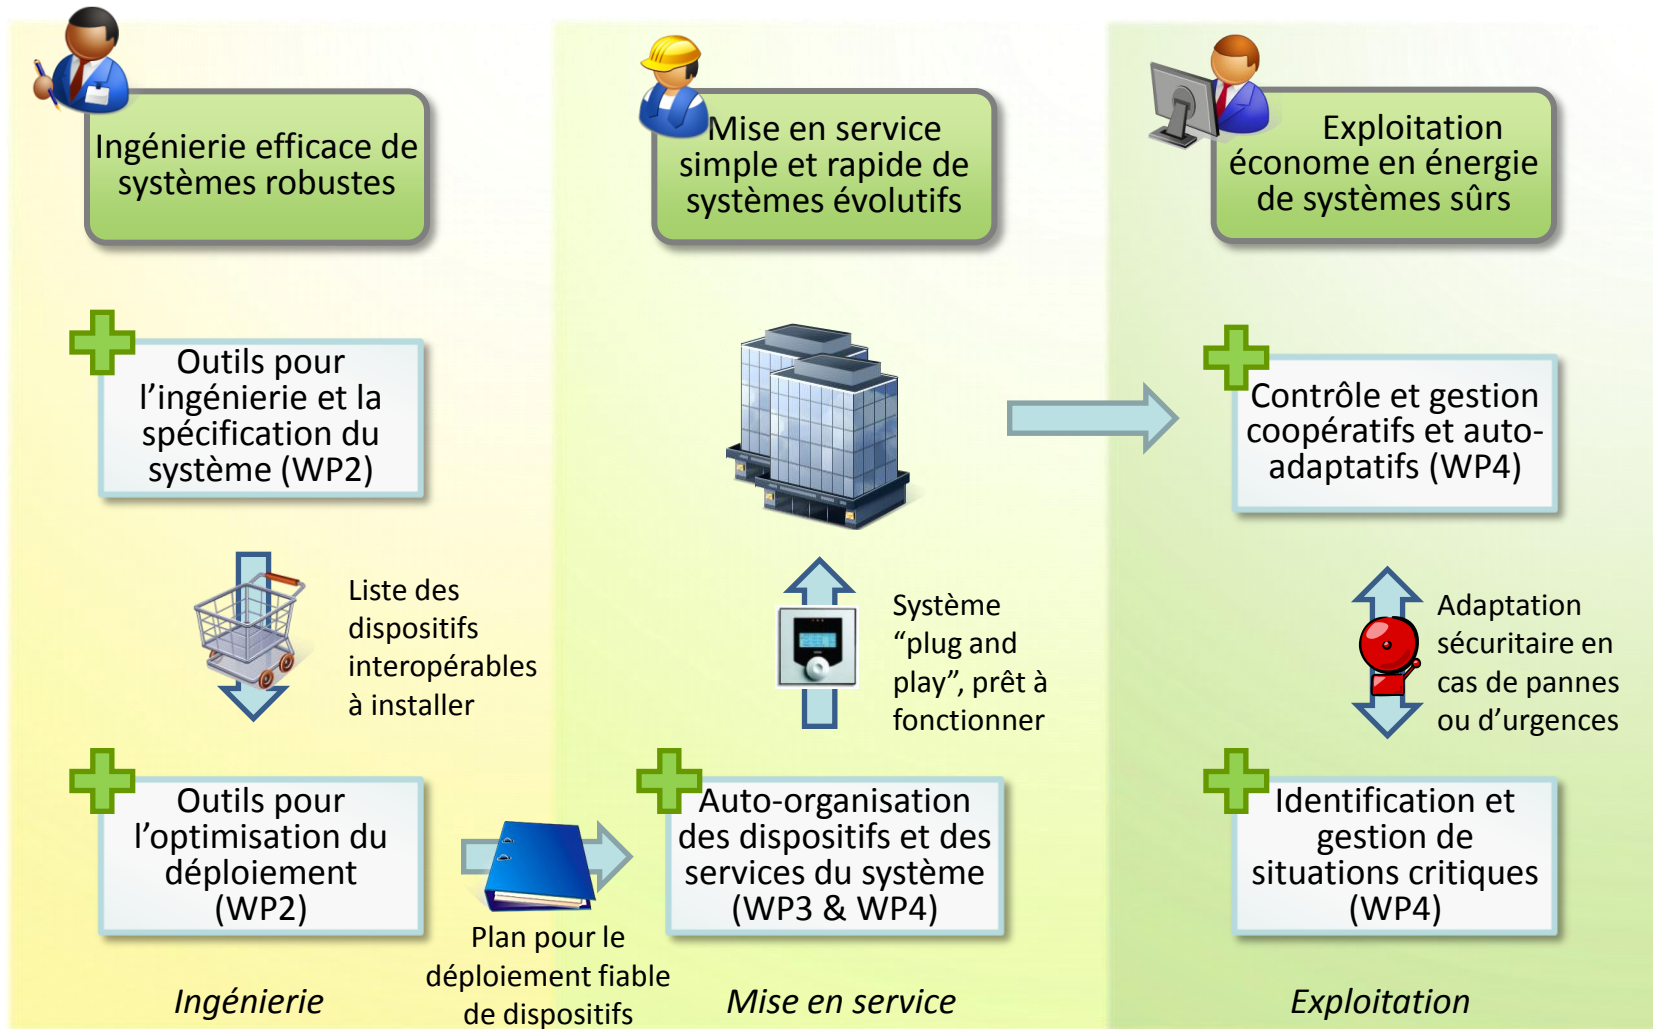 Ingénierie efficace de
systèmes robustes
Mise en service
simple et rapide de
systèmes évolutifs
Exploitation
économe en énergie
de systèmes sûrs
Outils pour
l’ingénierie et la
spécification du
système (WP2)
Contrôle et gestion
coopératifs et auto-
adaptatifs (WP4)
Liste des
dispositifs
interopérables
à installer
Système
“plug and
play”, prêt à
fonctionner
Adaptation
sécuritaire en
cas de pannes
ou d’urgences
Outils pour
l’optimisation du
déploiement
(WP2)
Plan pour le
déploiement fiable
de dispositifs
Auto-organisation
des dispositifs et des
services du système
(WP3 & WP4)
Identification et
gestion de
situations critiques
(WP4)
Ingénierie
Mise en service
Exploitation